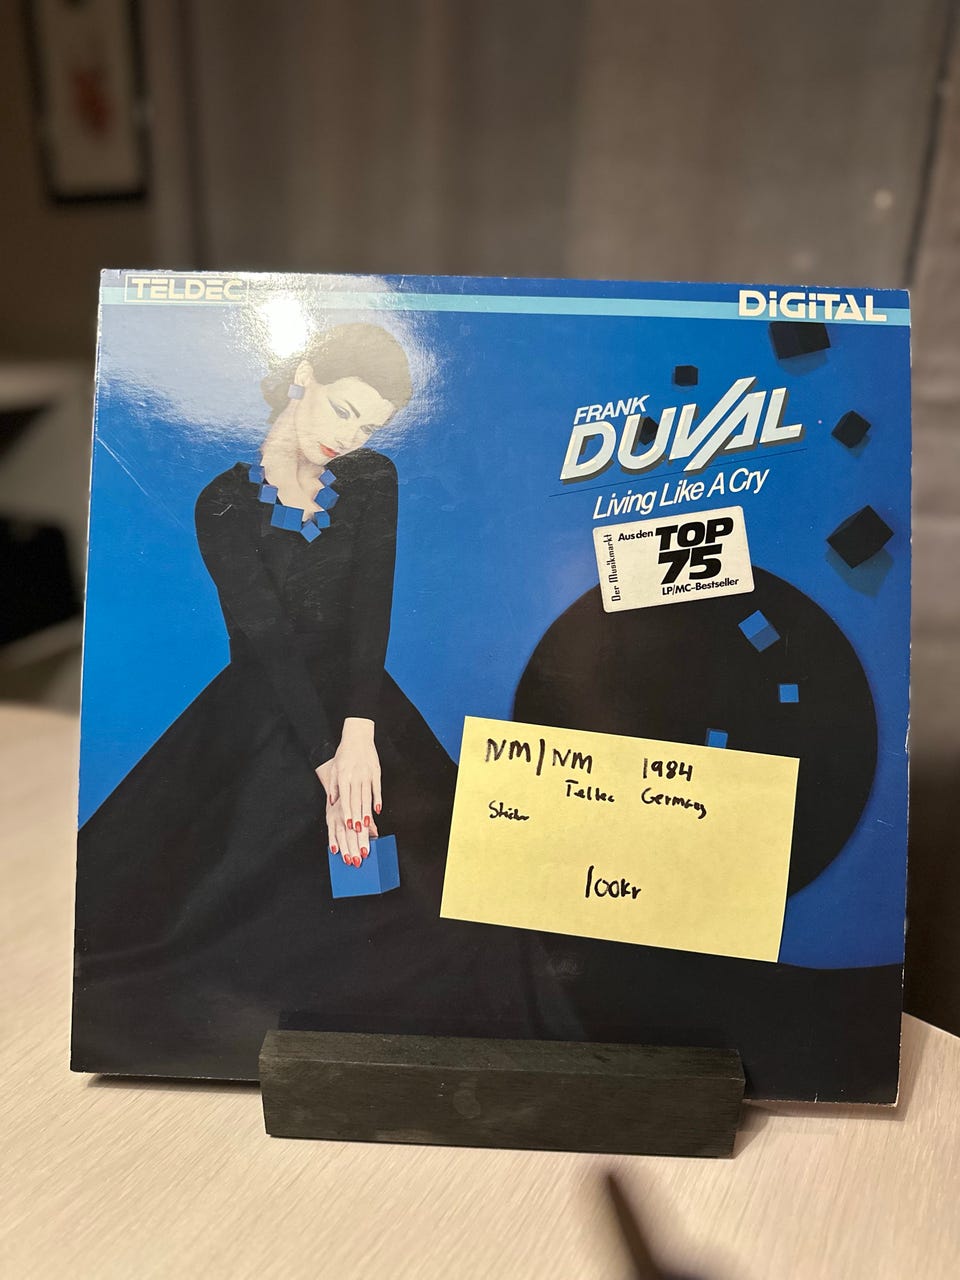 TELDEC
DiGiTAL
FRANK
DUVAL
Living Like A Cry
Der Musikmarkt
Aus den TOP
75
LP/MC-Bestseller
NM/NM 1984
Teldec Germany
Sticker
100kr